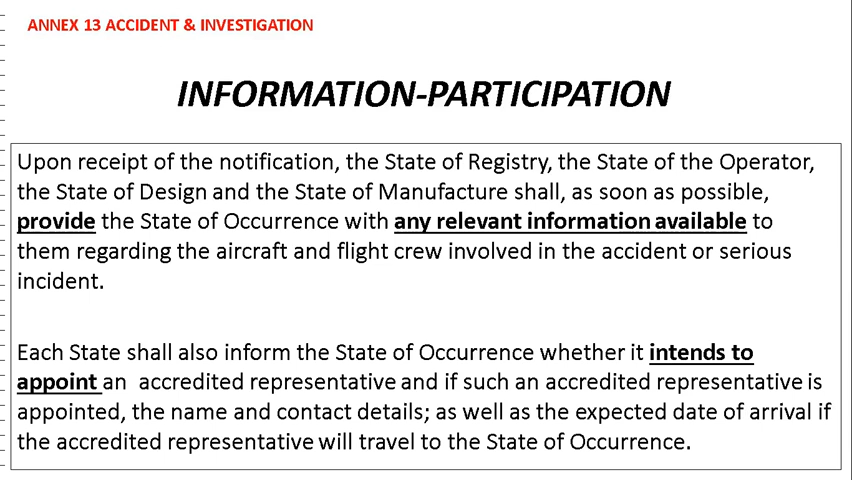 ANNEX 13 ACCIDENT & INVESTIGATION
INFORMATION-PARTICIPATION
Upon receipt of the notification, the State of Registry, the State of the Operator,
the State of Design and the State of Manufacture shall, as soon as possible,
provide the State of Occurrence with any relevant information available to
them regarding the aircraft and flight crew involved in the accident or serious
incident.
Each State shall also inform the State of Occurrence whether it intends to
appoint an accredited representative and if such an accredited representative is
appointed, the name and contact details; as well as the expected date of arrival if
the accredited representative will travel to the State of Occurrence.